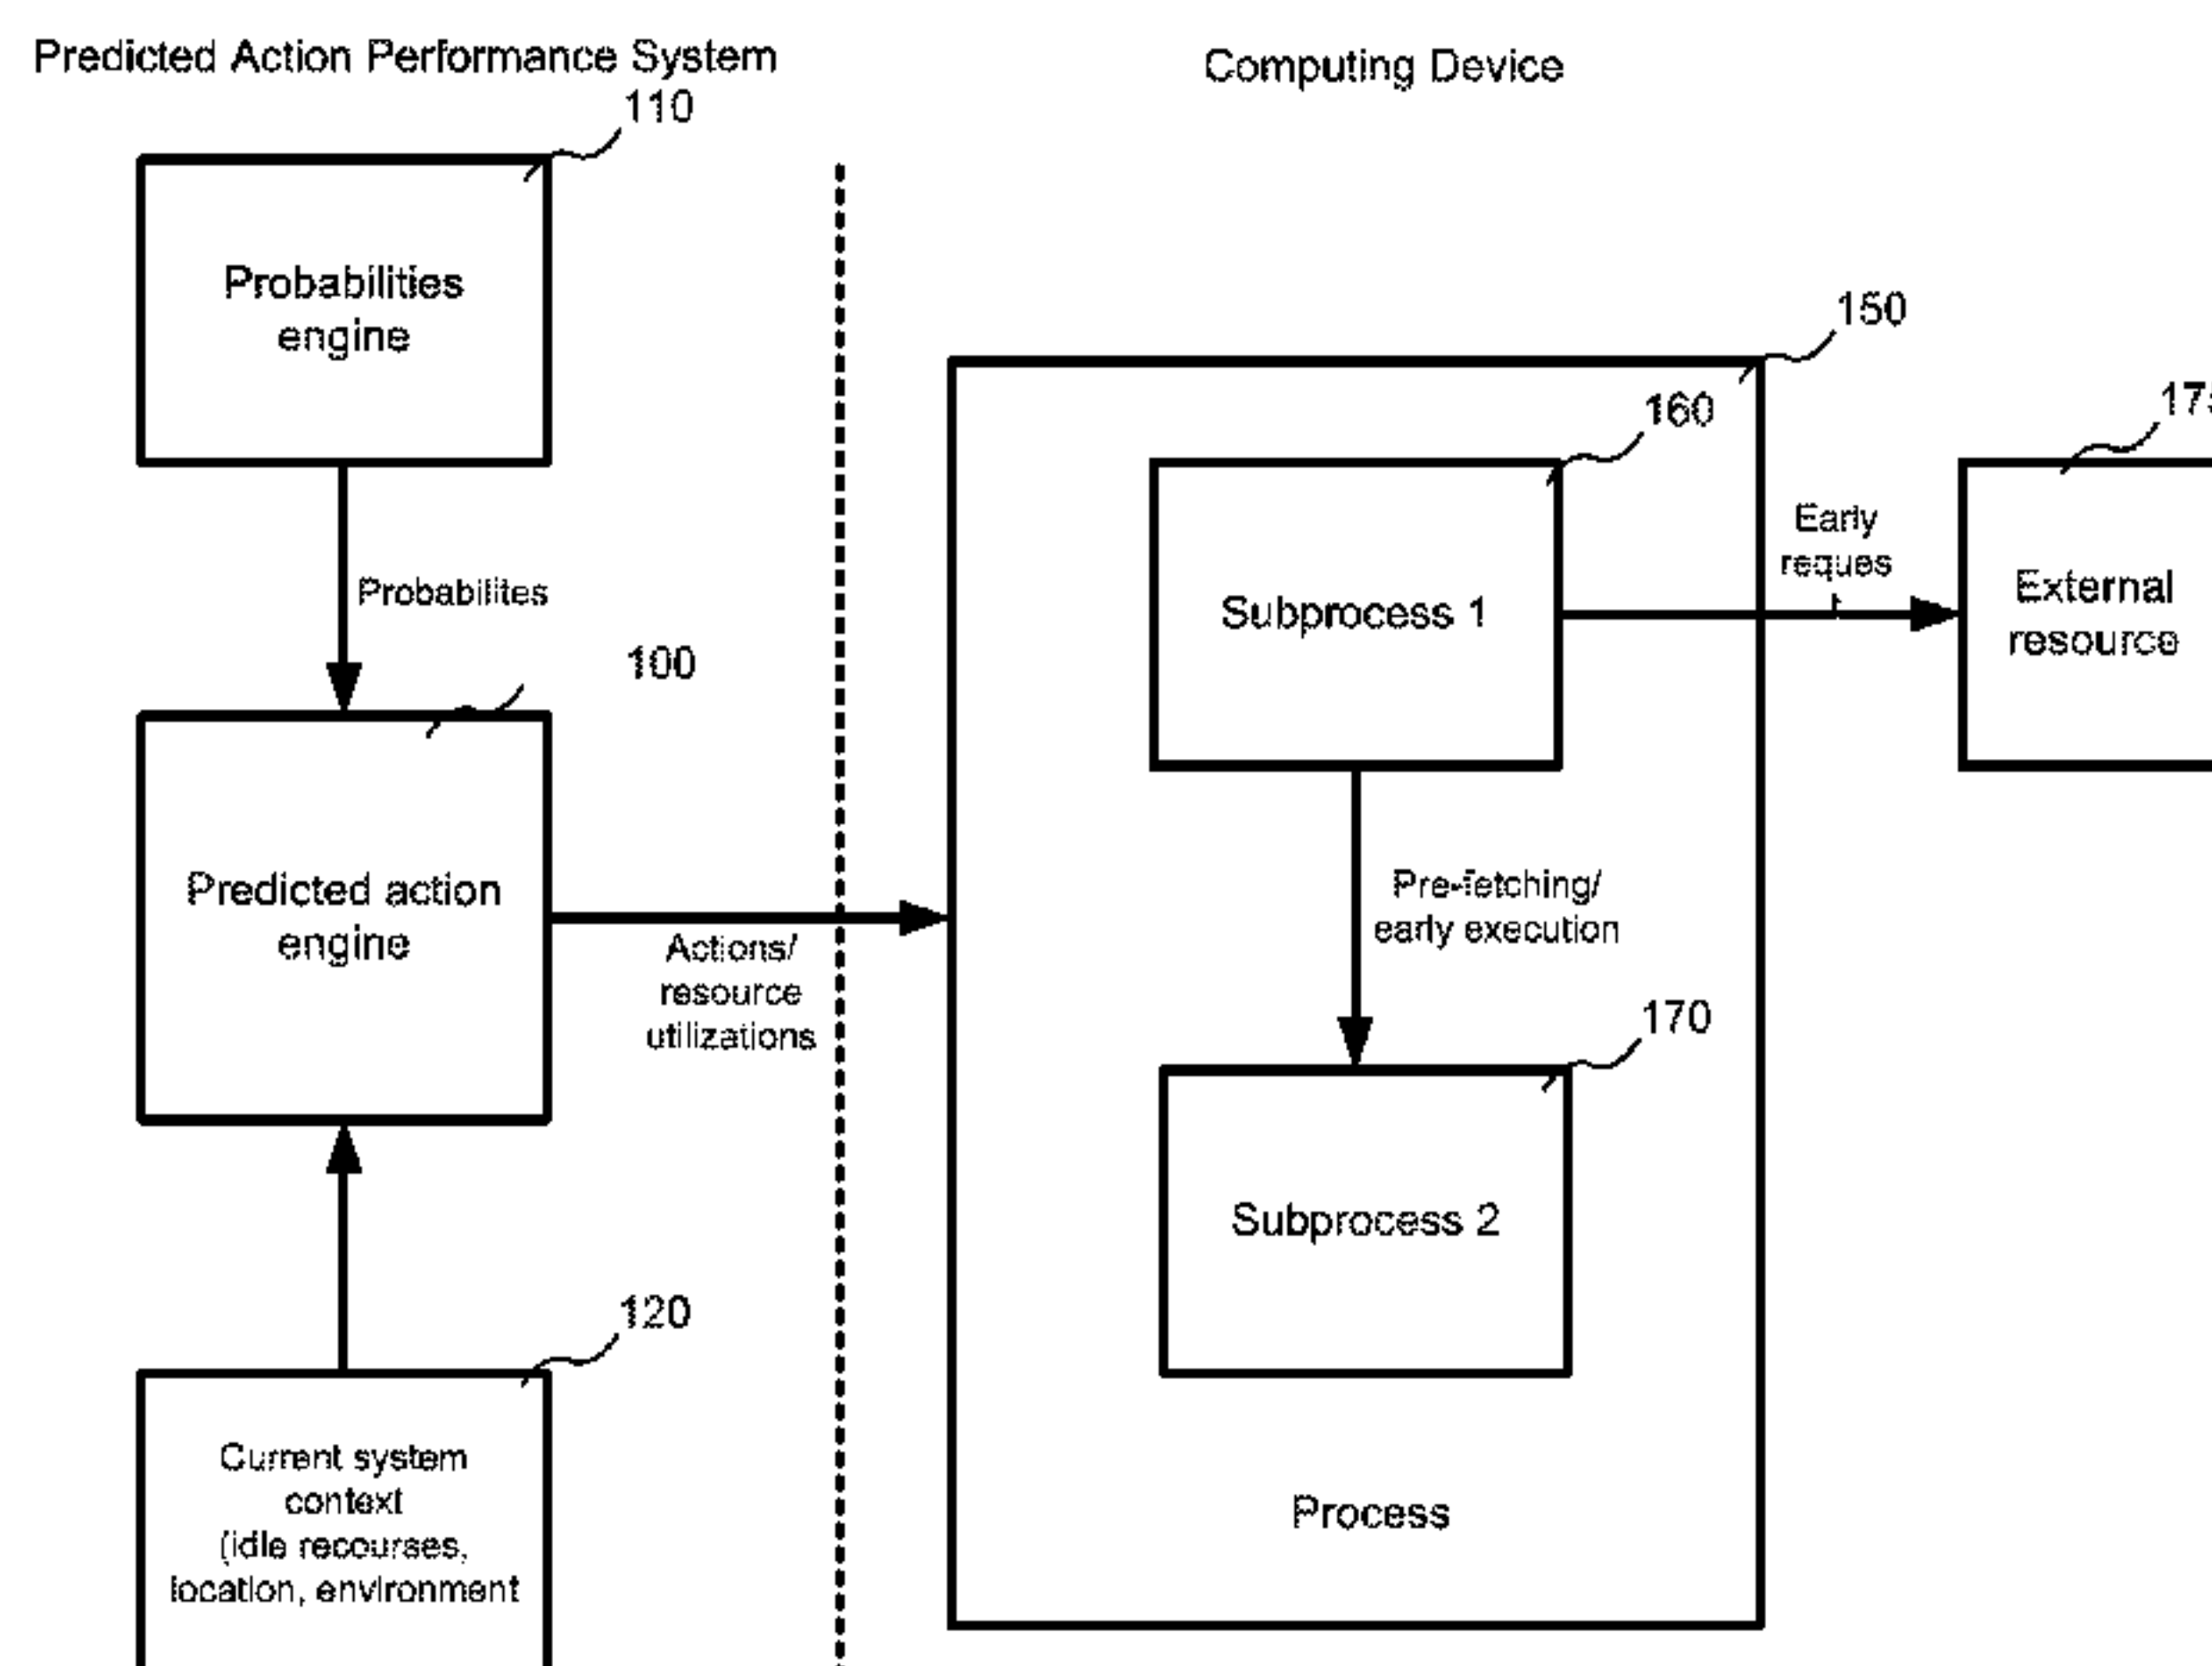 Predicted Action Performance System
110
Probabilities
engine
Probabilites
100
Predicted action
engine
Actions/
resource
utilizations
120
Current system
context
(idle recourses,
location, environment
Computing Device
150
160
Subprocess 1
Early
reques
t
External
resource
Pre-fetching/
early execution
170
Subprocess 2
Process